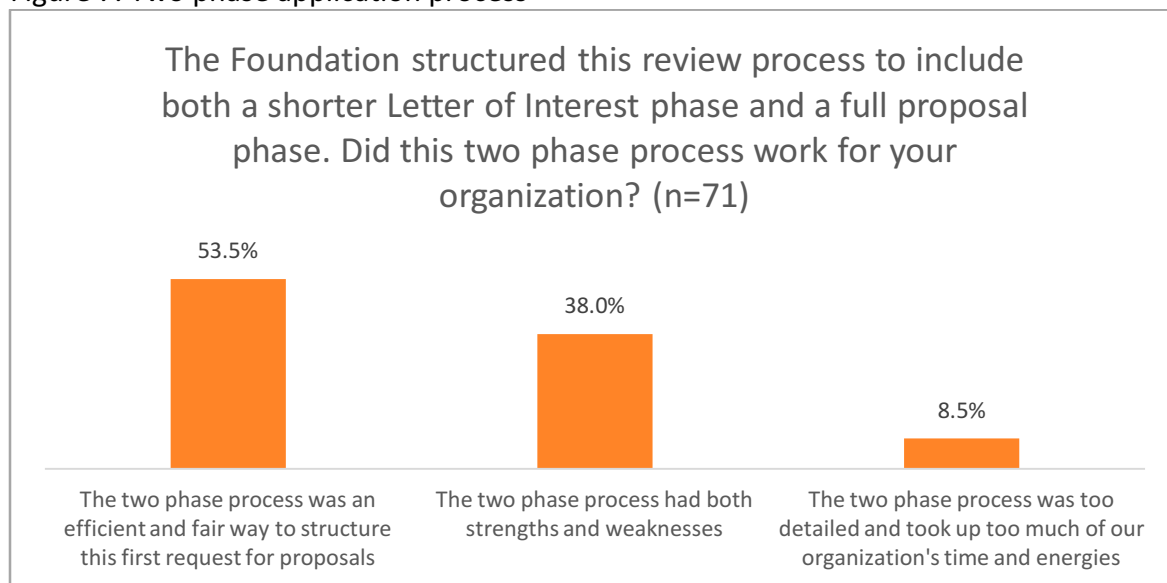 The Foundation structured this review process to include
both a shorter Letter of Interest phase and a full proposal
phase. Did this two phase process work for your
organization? (n=71)
53.5%
38.0%
8.5%
The two phase process was an
efficient and fair way to structure
this first request for proposals
The two phase process had both
strengths and weaknesses
The two phase process was too
detailed and took up too much of our
organization's time and energies